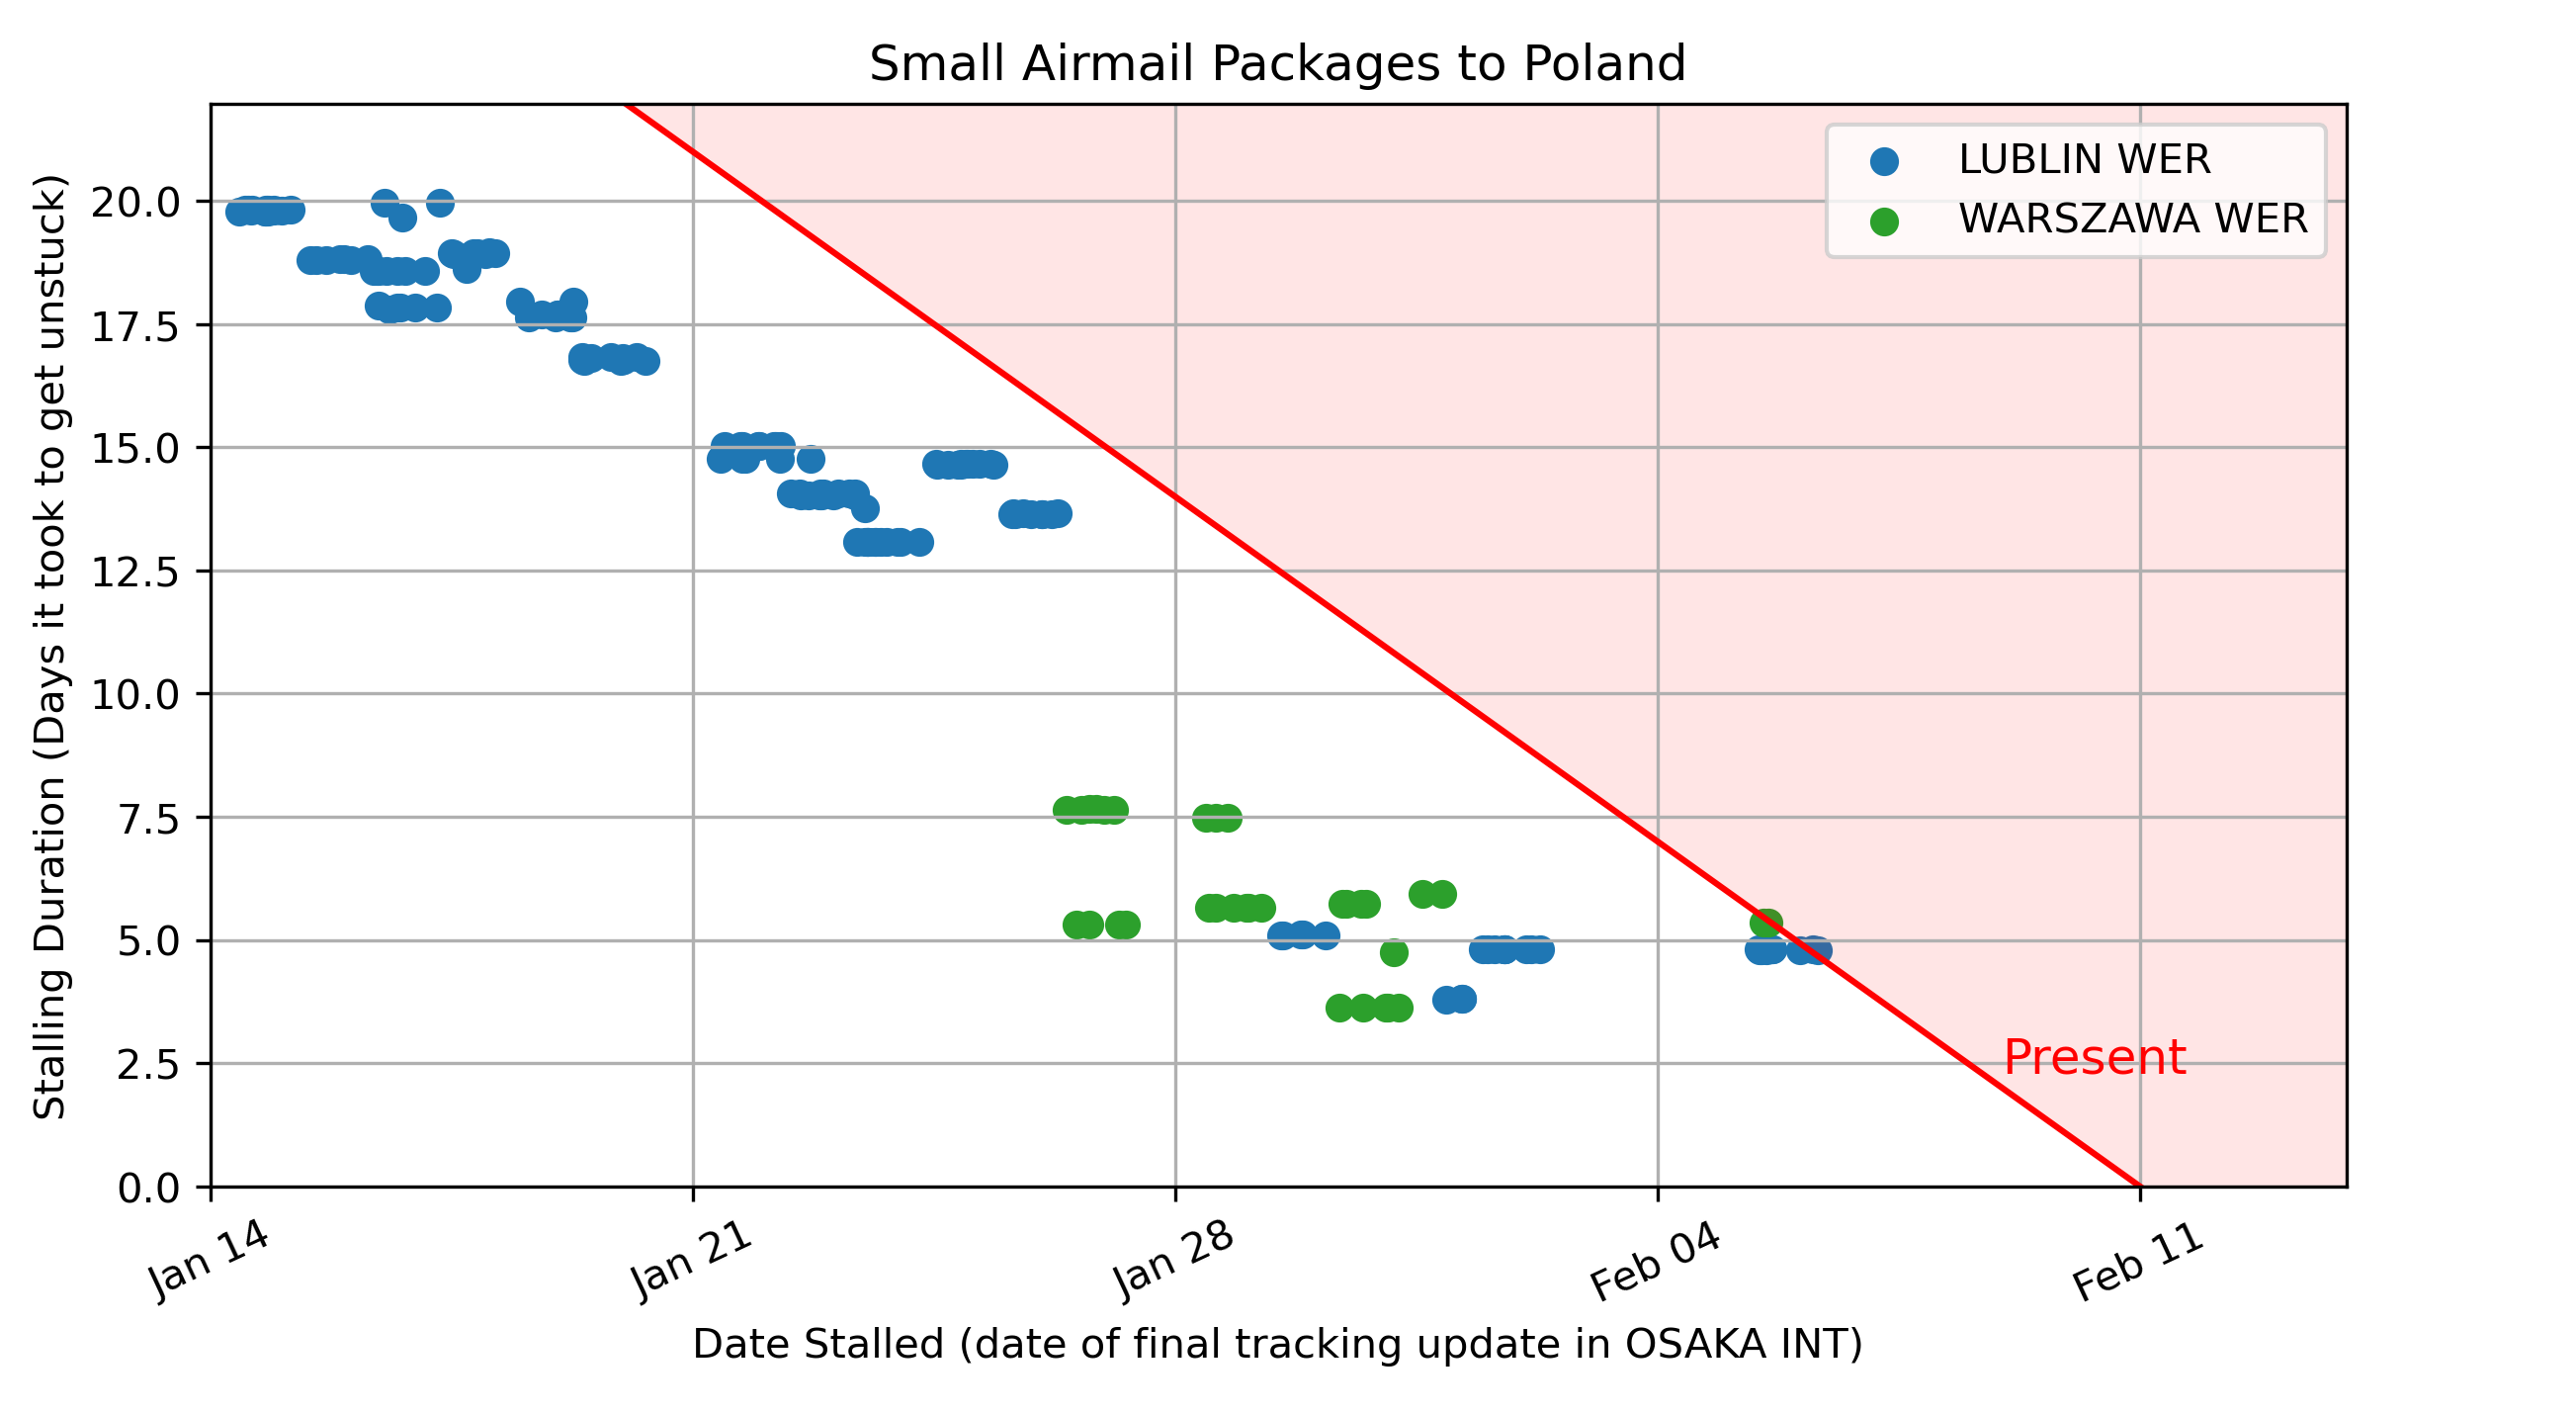 Small Airmail Packages to Poland
LUBLIN WER
WARSZAWA WER
Stalling Duration (Days it took to get unstuck)
20.0
17.5
15.0
12.5
10.0
7.5
5.0
2.5
0.0
Present
Jan 14
Jan 21
Jan 28
Feb 04
Feb 11
Date Stalled (date of final tracking update in OSAKA INT)